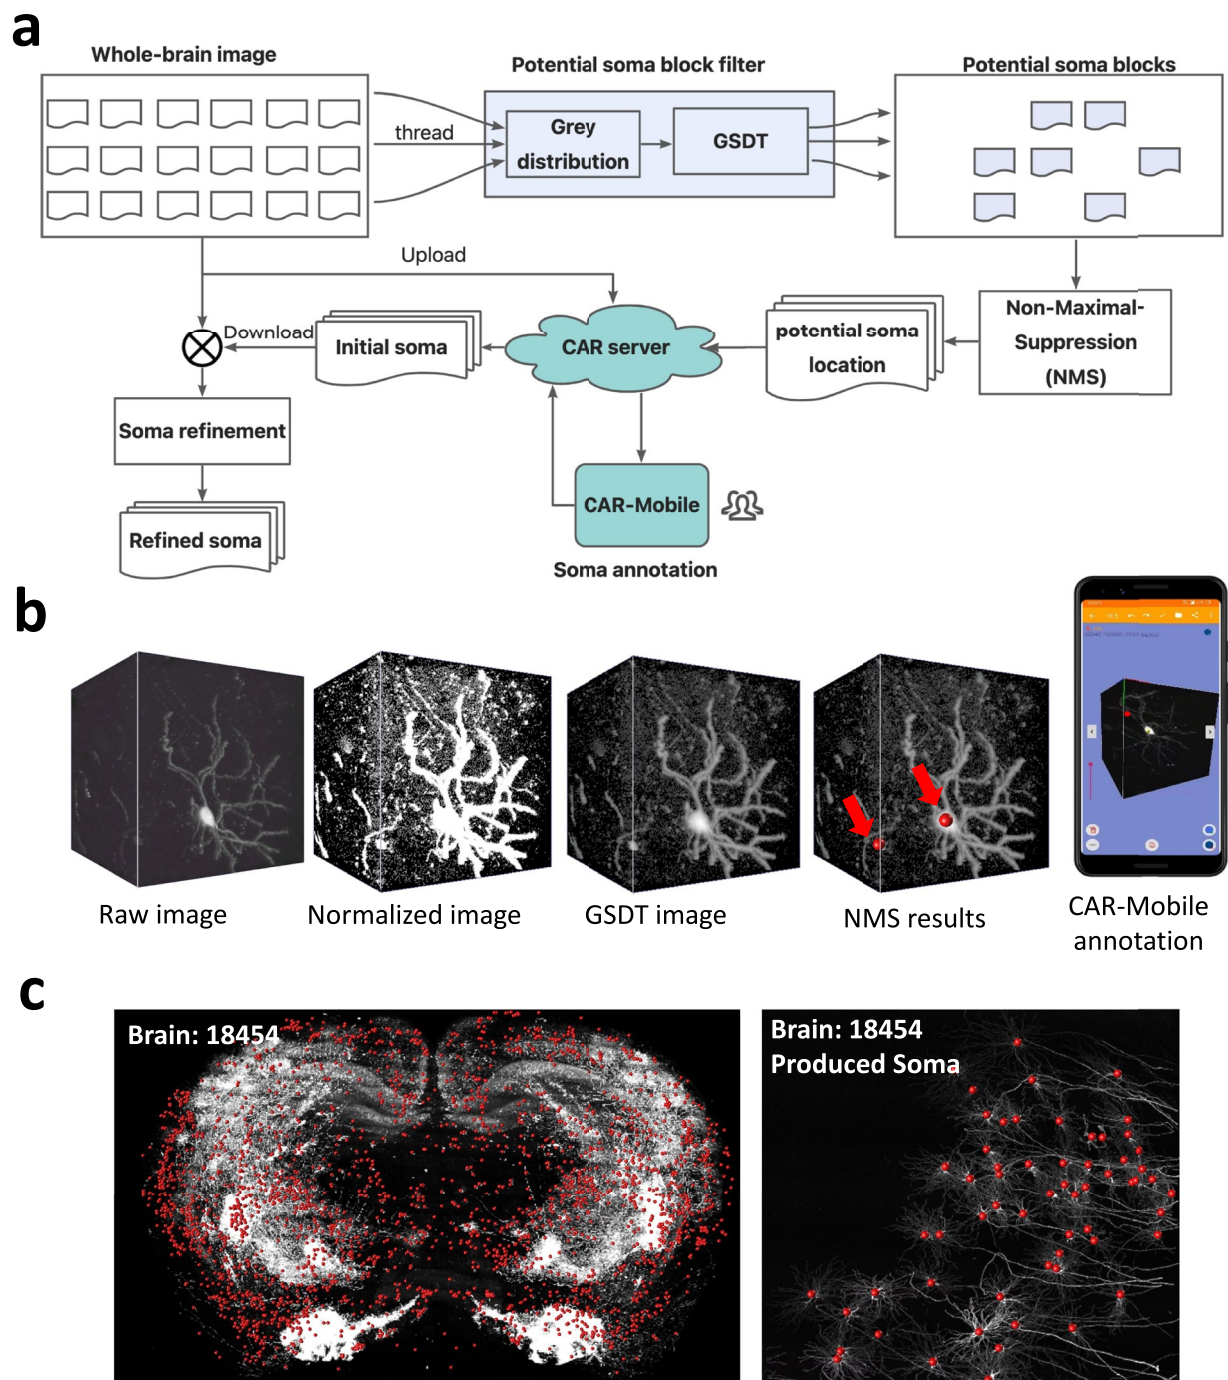 a
Whole-brain image
Potential soma block filter
Potential soma blocks
thread
Grey
distribution
GSDT
Upload
Download
Initial soma
CAR server
potential soma
location
Non-Maximal-
Suppression
(NMS)
Soma refinement
CAR-Mobile
Refined soma
Soma annotation
b
Raw image
Normalized image
GSDT image
NMS results
CAR-Mobile
annotation
c
Brain: 18454
Brain: 18454
Produced Soma